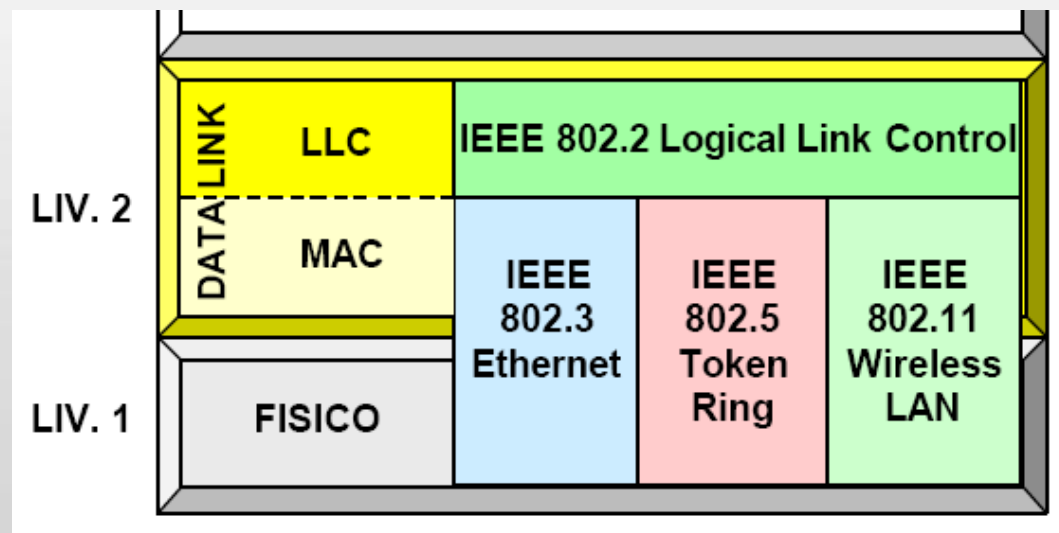 LIV. 2
DATA LINK
LLC
MAC
IEEE 802.2 Logical Link Control
IEEE
802.3
Ethernet
IEEE
802.5
Token
Ring
IEEE
802.11
Wireless
LAN
LIV. 1
FISICO